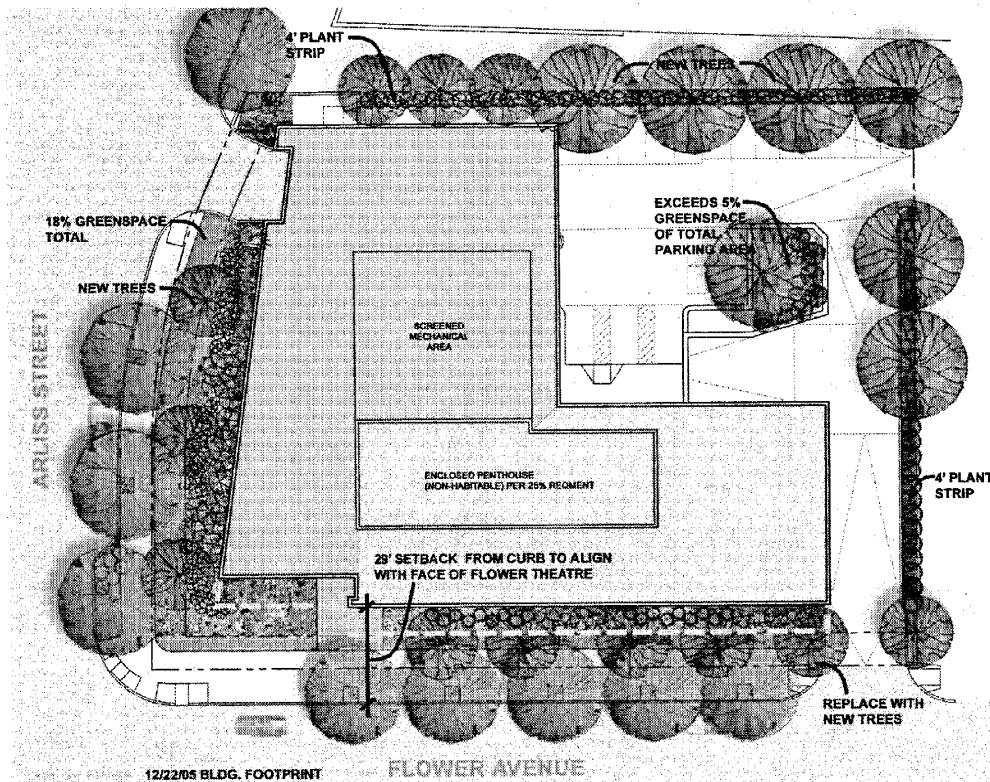 4' PLANT
STRIP
NEW TREES
18% GREENSPACE
TOTAL
EXCEEDS 5%
GREENSPACE
OF TOTAL
PARKING AREA
NEW TREES
SCREENED
MECHANICAL
AREA
ARLISS STREET
ENCLOSED PENTHOUSE
(NON-HABITABLE) PER 25% REQMENT
4' PLANT
STRIP
29' SETBACK FROM CURB TO ALIGN
WITH FACE OF FLOWER THEATRE
REPLACE WITH
NEW TREES
12/22/05 BLDG. FOOTPRINT
FLOWER AVENUE